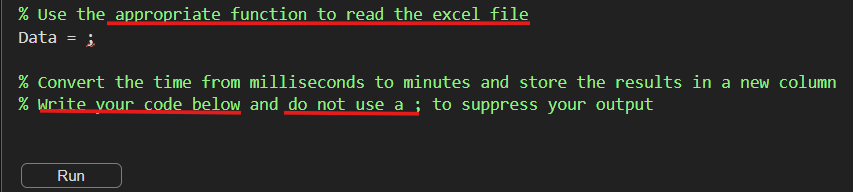 % Use the appropriate function to read the excel file
Data = ;
% Convert the time from milliseconds to minutes and store the results in a new column
% Write your code below and do not use a ; to suppress your output
Run